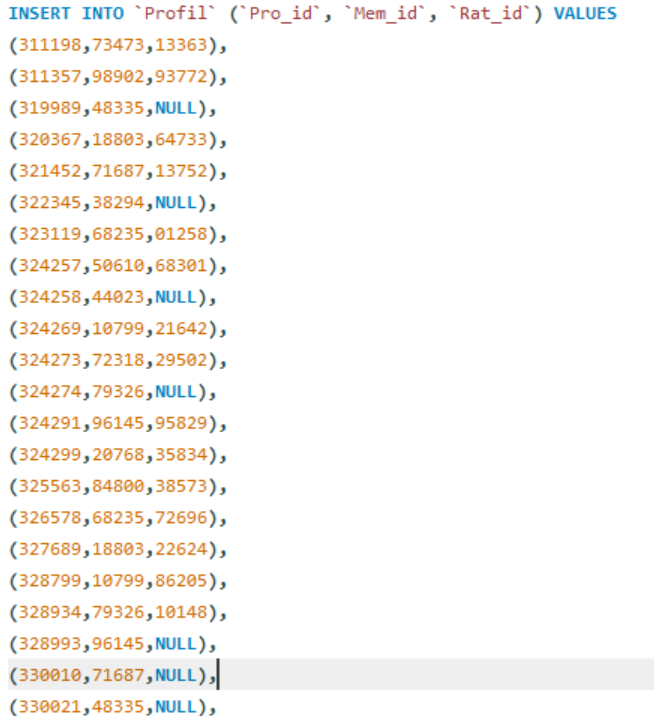 INSERT INTO `Profil` (`Pro_id`, `Mem_id`, `Rat_id`) VALUES
(311198,73473,13363),
(311357,98902,93772),
(319989,48335,NULL),
(320367,18803,64733),
(321452,71687,13752),
(322345,38294,NULL),
(323119,68235,01258),
(324257,50610,68301),
(324258,44023,NULL),
(324269,10799,21642),
(324273,72318,29502),
(324274,79326,NULL),
(324291,96145,95829),
(324299,20768,35834),
(325563,84800,38573),
(326578,68235,72696),
(327689,18803,22624),
(328799,10799,86205),
(328934,79326,10148),
(328993,96145,NULL),
(330010,71687,NULL),
(330021,48335,NULL),